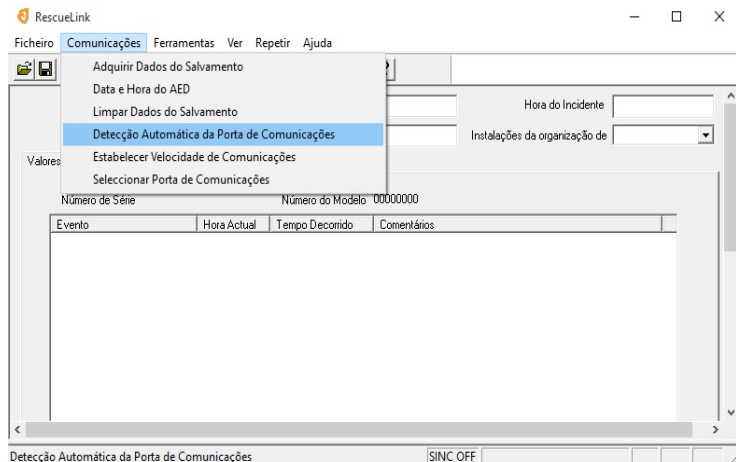 RescueLink
Ficheiro Comunicações Ferramentas Ver Repetir Ajuda
Adquirir Dados do Salvamento
Data e Hora do AED
Limpar Dados do Salvamento
Detecção Automática da Porta de Comunicações
Estabelecer Velocidade de Comunicações
Seleccionar Porta de Comunicações
Hora do Incidente
Instalações da organização de
Valores
Número de Série Número do Modelo 00000000
Evento Hora Actual Tempo Decorrido Comentários
Detecção Automática da Porta de Comunicações SINC OFF